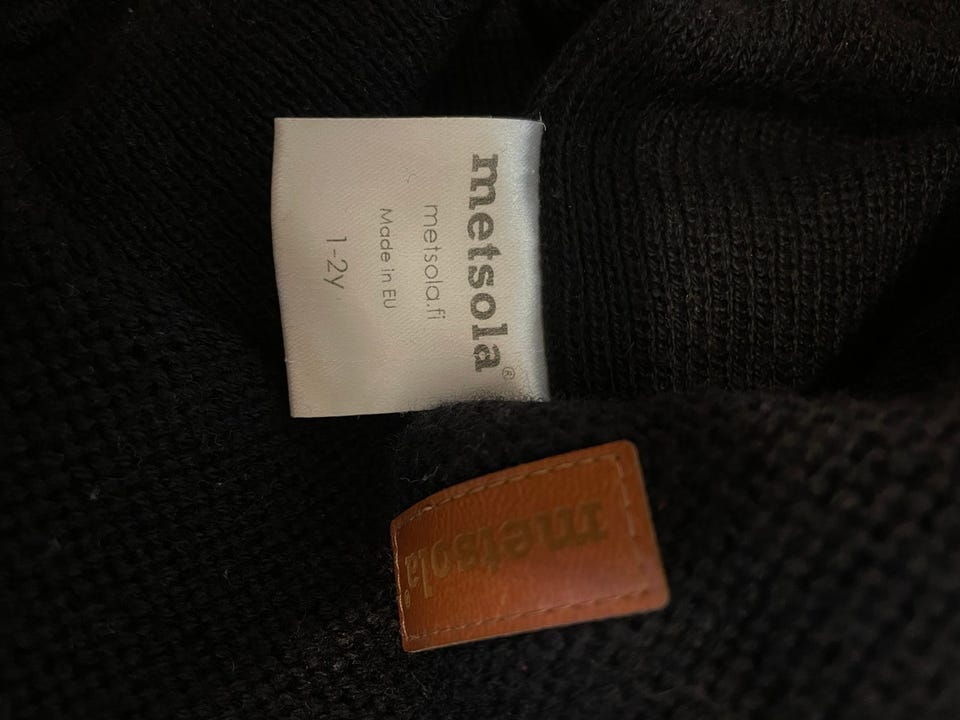 metsola®
metsola.fi
Made in EU
1-2y
metsola®